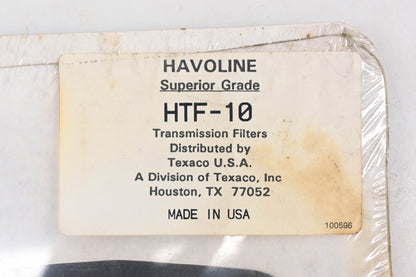 HAVOLINE
Superior Grade
HTF-10
Transmission Filters
Distributed by
Texaco U.S.A.
A Division of Texaco, Inc
Houston, TX 77052
MADE IN USA
100596